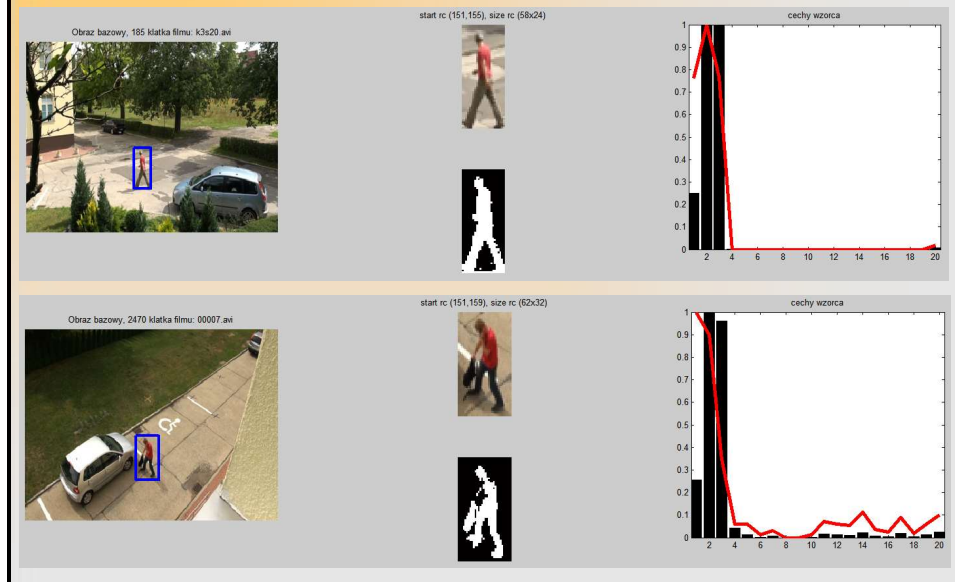 start rc (151,155), size rc (58x24)
cechy wzorca
Obraz bazowy, 185 klatka filmu: k3s20.avi
1
0.9
0.8
0.7
0.6
0.5
0.4
0.3
0.2
0.1
0
2 4 6 8 10 12 14 16 18 20
start rc (151,159), size rc (62x32)
cechy wzorca
Obraz bazowy, 2470 klatka filmu: 00007.avi
1
0.9
0.8
0.7
0.6
0.5
0.4
0.3
0.2
0.1
0
2 4 6 8 10 12 14 16 18 20